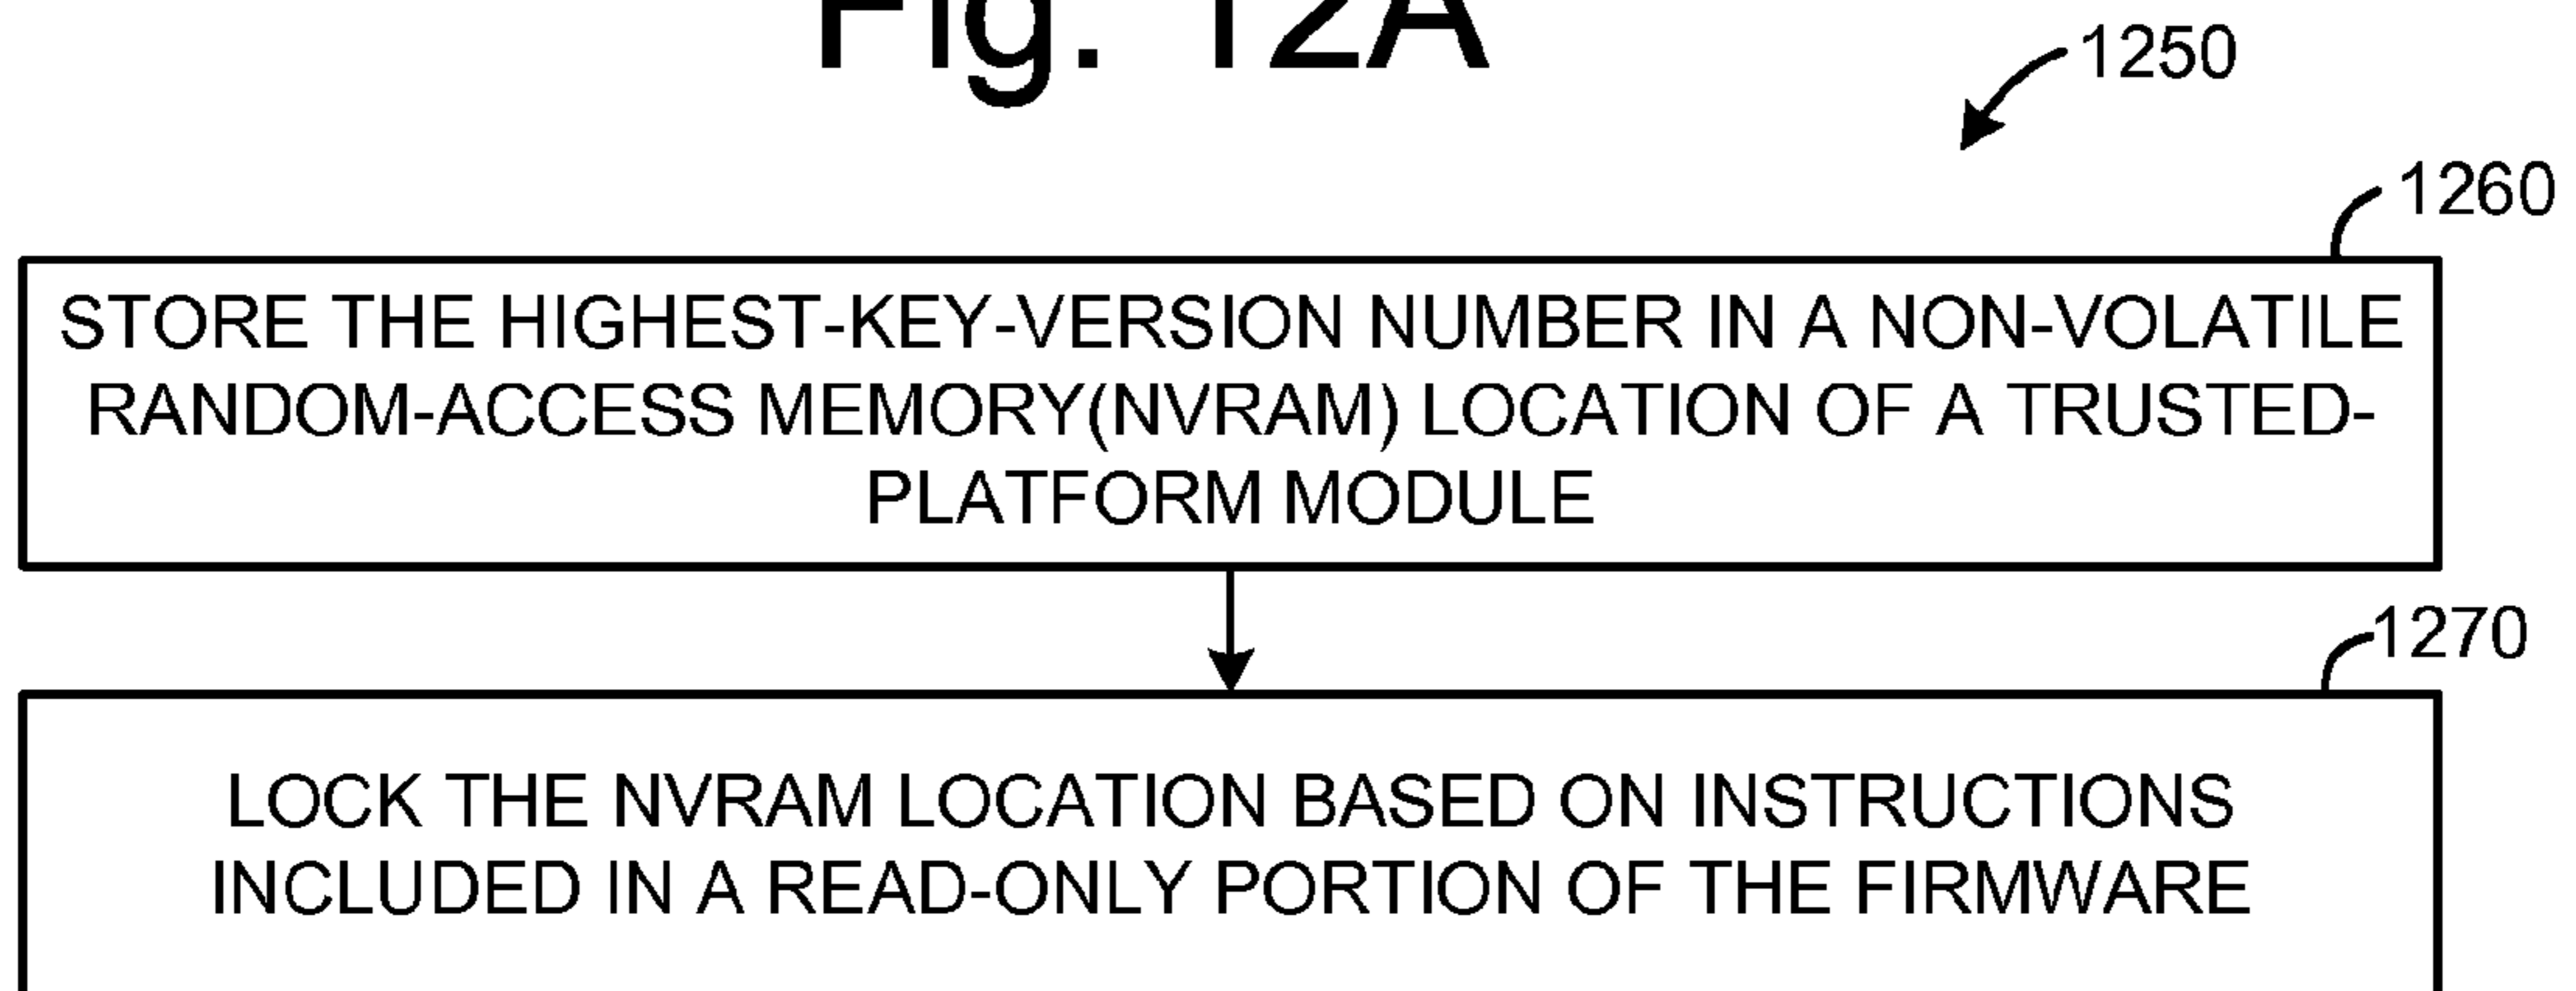 Fig. 12A
1250
1260
STORE THE HIGHEST-KEY-VERSION NUMBER IN A NON-VOLATILE
RANDOM-ACCESS MEMORY(NVRAM) LOCATION OF A TRUSTED-
PLATFORM MODULE
1270
LOCK THE NVRAM LOCATION BASED ON INSTRUCTIONS
INCLUDED IN A READ-ONLY PORTION OF THE FIRMWARE